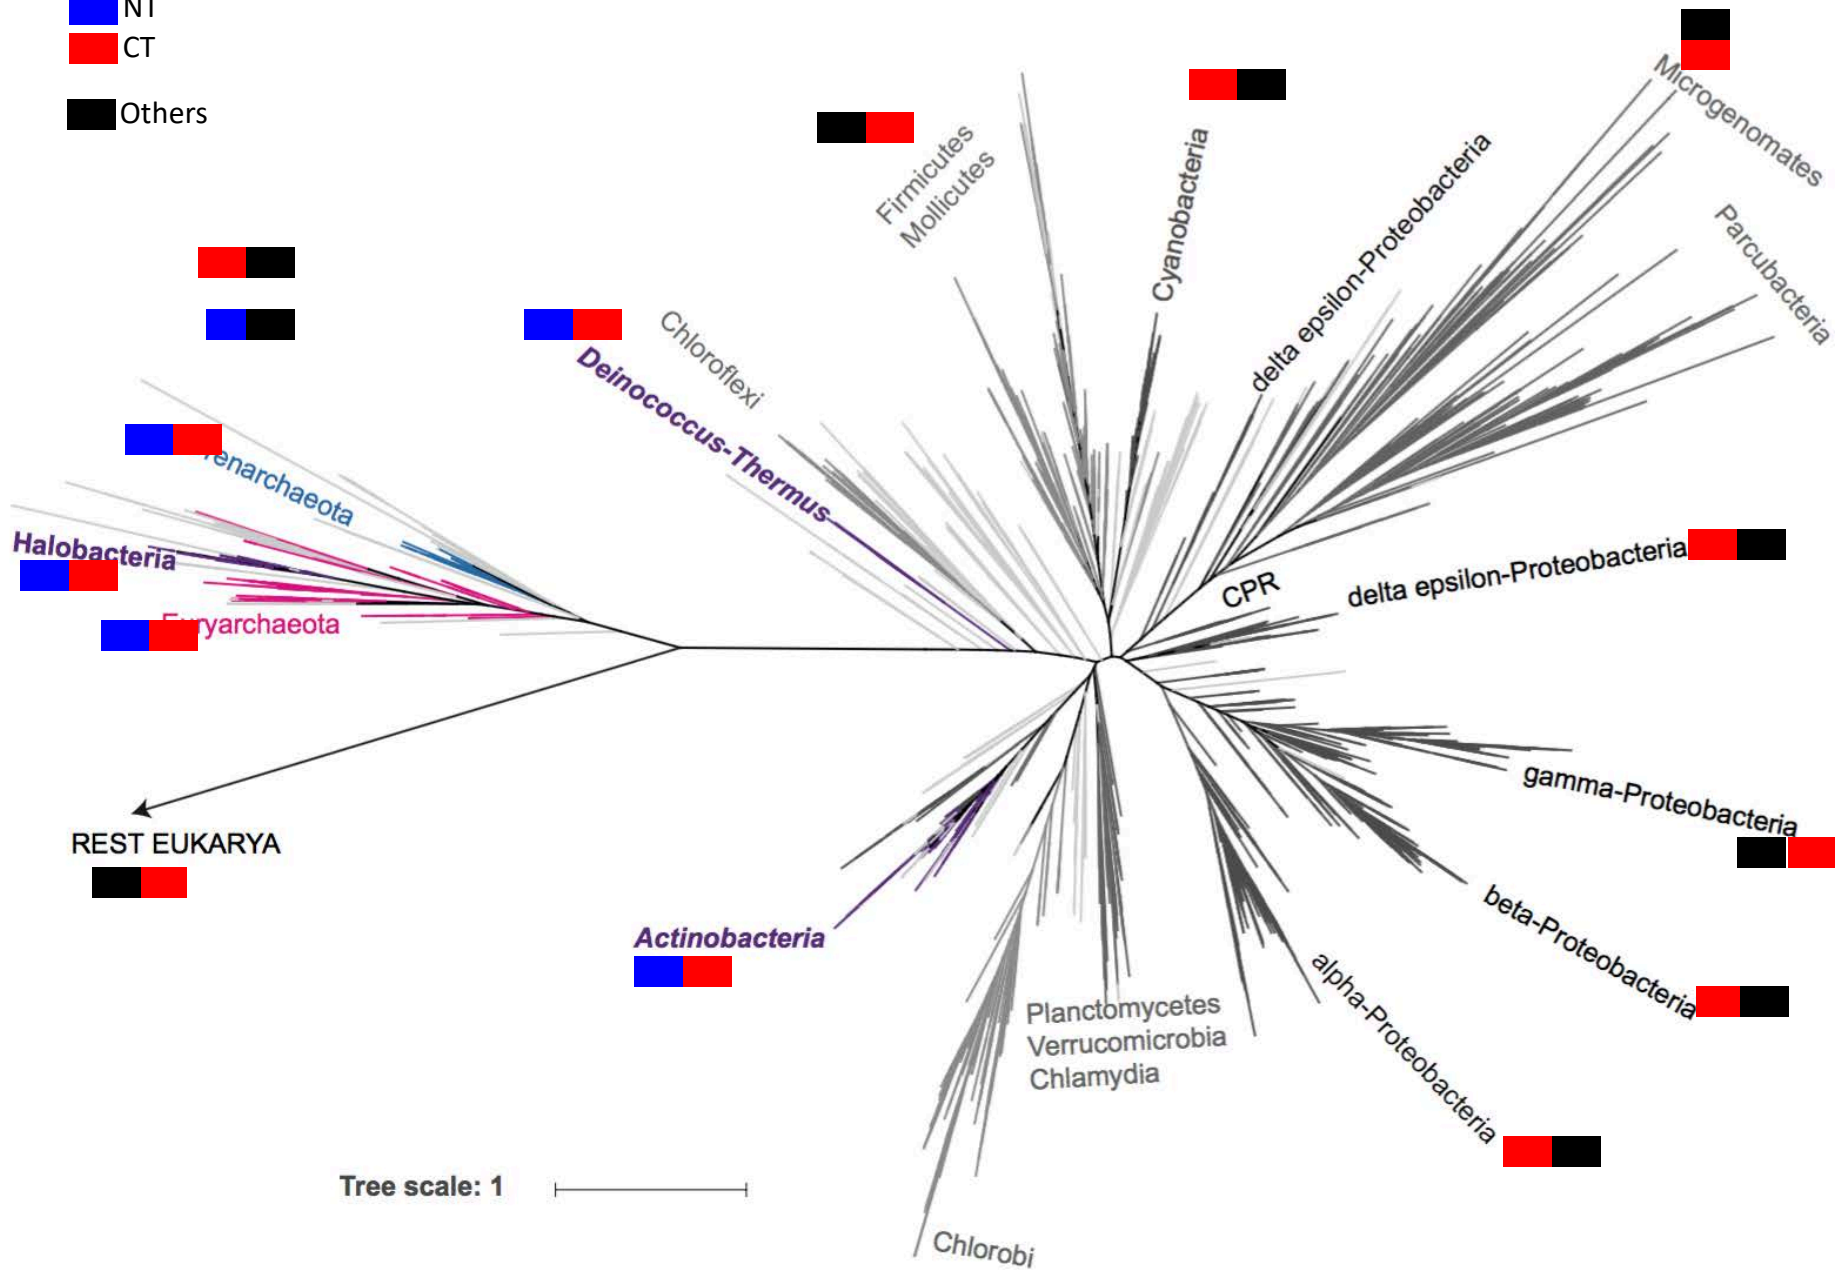 NT
CT
Others
Firmicutes
Mollicutes
Cyanobacteria
delta epsilon-Proteobacteria
Microgenomates
Parcubacteria
Chloroflexi
Deinococcus-Thermus
enarchaeota
Halobacteria
ryarchaeota
CPR
delta epsilon-Proteobacteria
gamma-Proteobacteria
REST EUKARYA
beta-Proteobacteria
Actinobacteria
alpha-Proteobacteria
Planctomycetes
Verrucomicrobia
Chlamydia
Tree scale: 1
Chlorobi